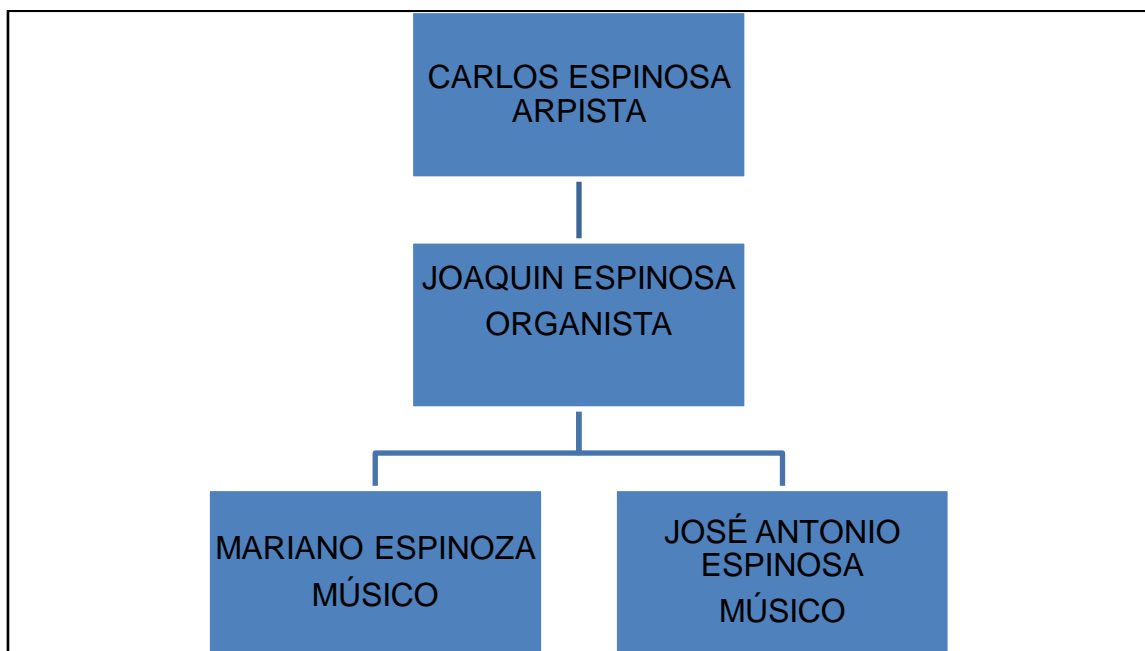 CARLOS ESPINOSA
ARPISTA
JOAQUIN ESPINOSA
ORGANISTA
MARIANO ESPINOZA
MÚSICO
JOSÉ ANTONIO
ESPINOSA
MÚSICO